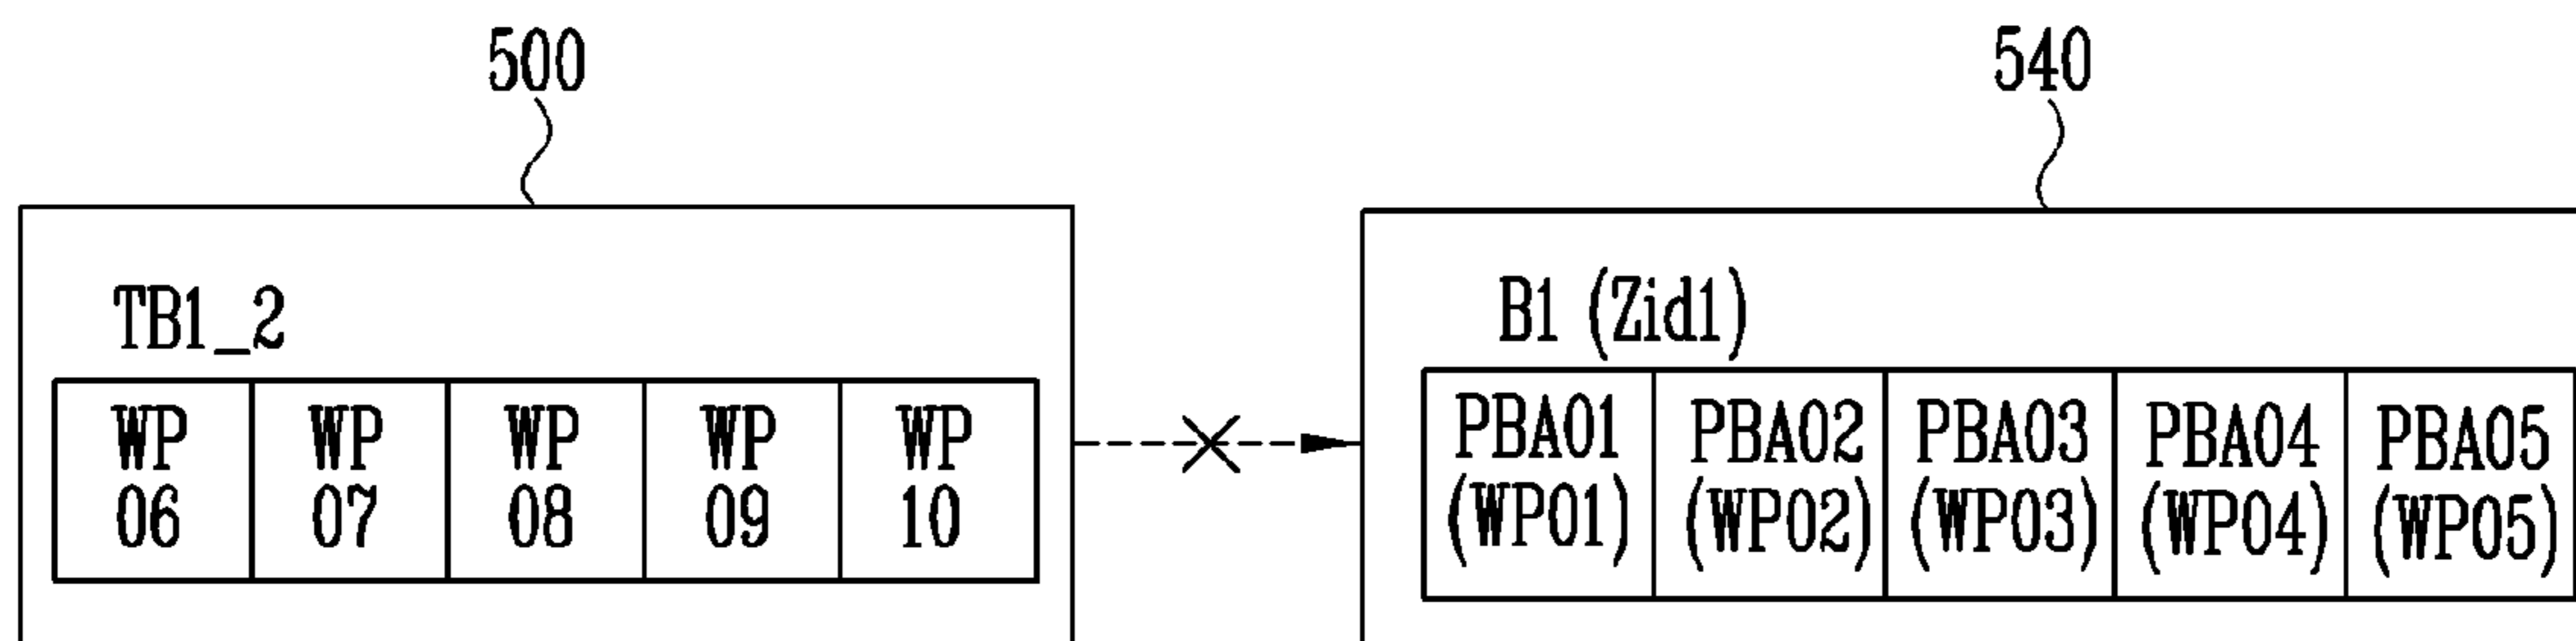 500
540
TB1_2
WP WP WP WP WP
06 07 08 09 10
B1 (Zid1)
PBA01 PBA02 PBA03 PBA04 PBA05
(WP01) (WP02) (WP03) (WP04) (WP05)